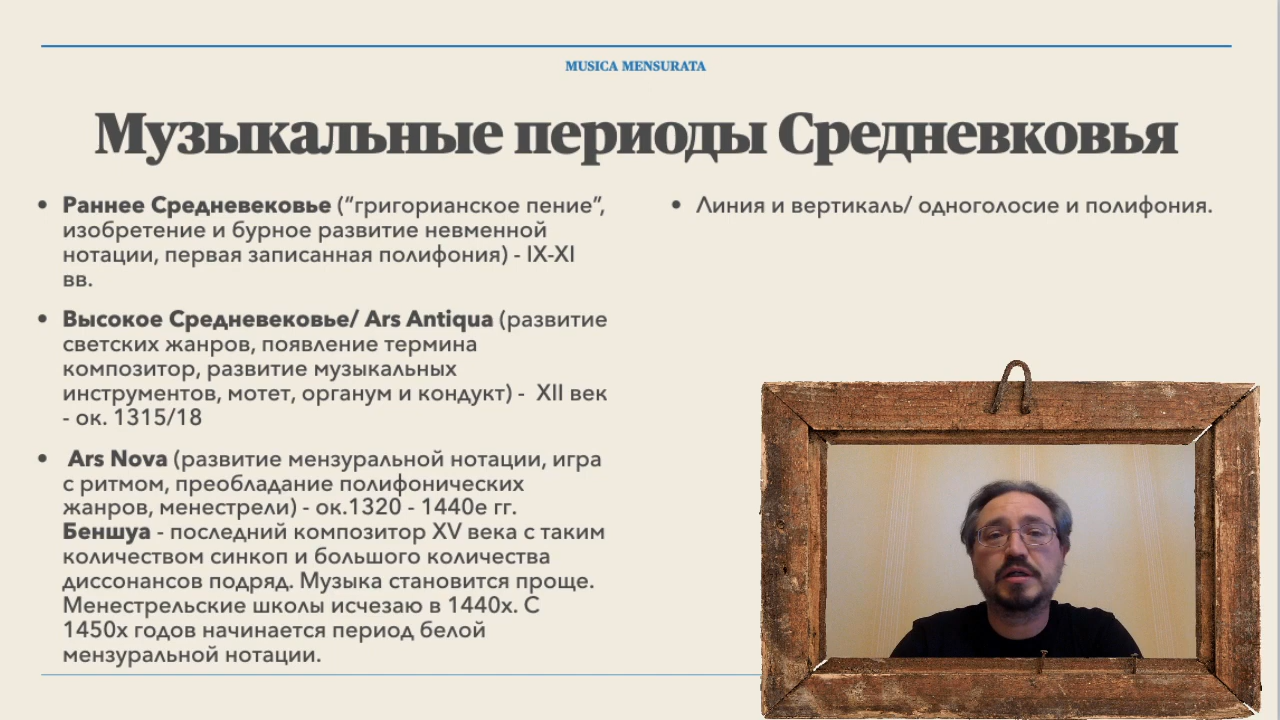 MUSICA MENSURATA
Музыкальные периоды Средневковья
• Раннее Средневековье (“григорианское пение”,
изобретение и бурное развитие невменной
нотации, первая записанная полифония) - IX-XI
вв.
• Высокое Средневековье/ Ars Antiqua (развитие
светских жанров, появление термина
композитор, развитие музыкальных
инструментов, мотет, органум и кондукт) - XII век
- ок. 1315/18
• Ars Nova (развитие мензуральной нотации, игра
с ритмом, преобладание полифонических
жанров, менестрели) - ок.1320 - 1440е гг.
Беншуа - последний композитор XV века с таким
количеством синкоп и большого количества
диссонансов подряд. Музыка становится проще.
Менестрельские школы исчезаю в 1440х. С
1450х годов начинается период белой
мензуральной нотации.
• Линия и вертикаль/ одноголосие и полифония.